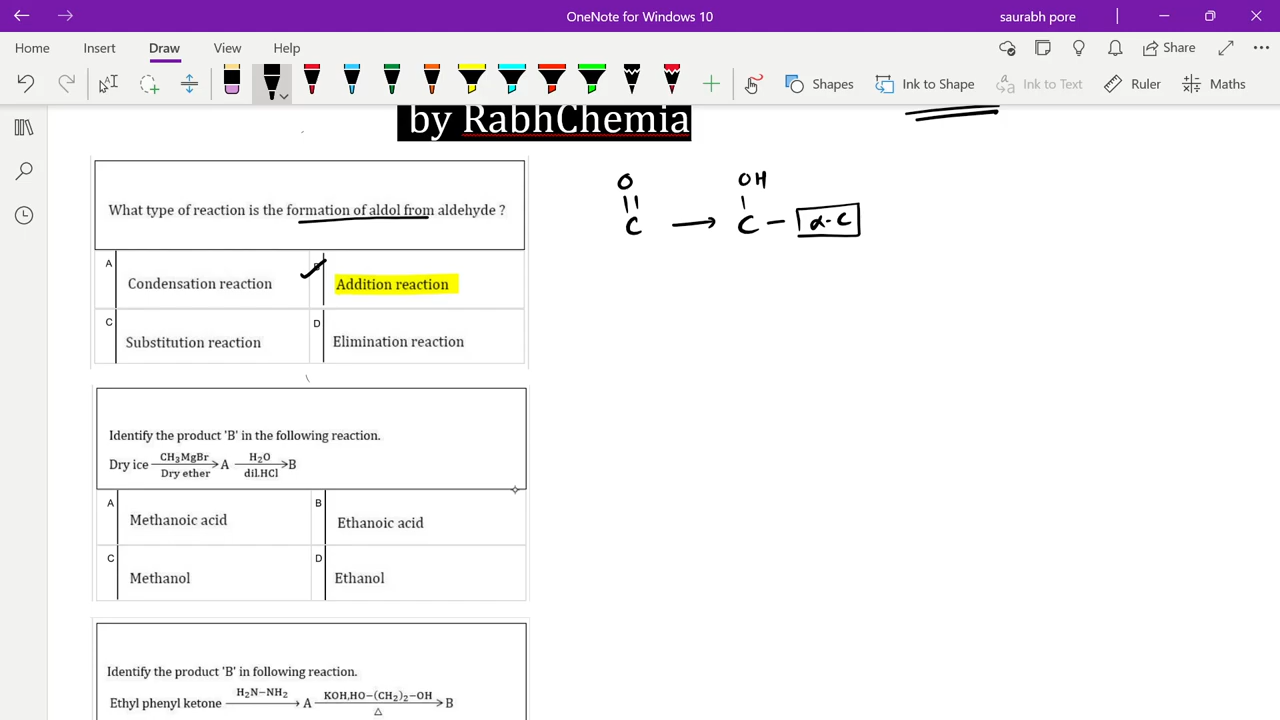 OneNote for Windows 10
saurabh pore
Home Insert Draw View Help
Share
Shapes Ink to Shape Ink to Text Ruler Maths
by RabhChemia
What type of reaction is the formation of aldol from aldehyde ?
A Condensation reaction
B Addition reaction
C Substitution reaction
D Elimination reaction
O OH
|| |
C → C – α-C
Identify the product 'B' in the following reaction.
CH₃MgBr H₂O
Dry ice → A → B
Dry ether dil.HCl
A Methanoic acid
B Ethanoic acid
C Methanol
D Ethanol
Identify the product 'B' in following reaction.
H₂N−NH₂ KOH,HO−(CH₂)₂−OH
Ethyl phenyl ketone → A → B
△